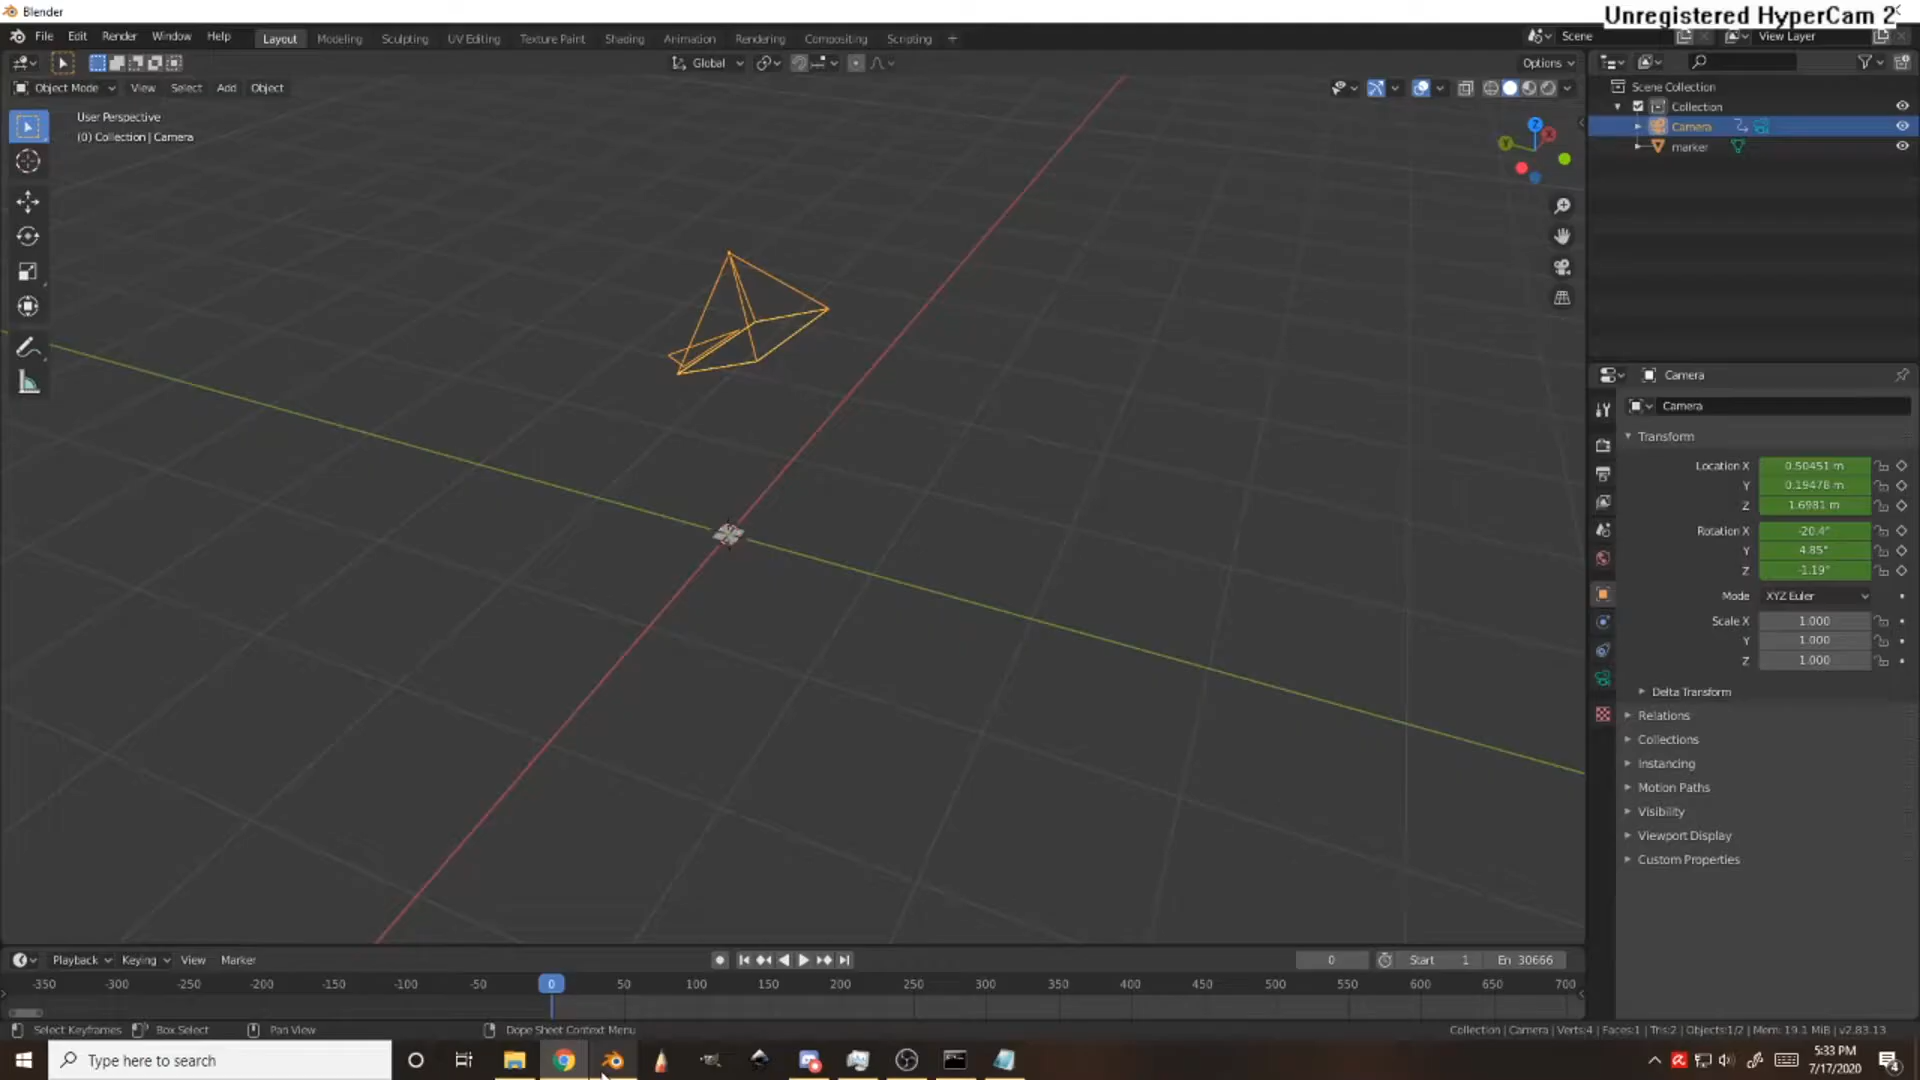 Blender
Unregistered HyperCam 2
File Edit Render Window Help Layout Modeling Sculpting UV Editing Texture Paint Shading Animation Rendering Compositing Scripting + Scene View Layer
Global Options
Object Mode View Select Add Object
User Perspective
(0) Collection | Camera
Z
Y
X
Scene Collection
Collection
Camera
marker
Camera
Camera
Transform
Location X 0.50451 m
Y 0.19478 m
Z 1.6981 m
Rotation X -20.4°
Y 4.85°
Z -1.19°
Mode XYZ Euler
Scale X 1.000
Y 1.000
Z 1.000
Delta Transform
Relations
Collections
Instancing
Motion Paths
Visibility
Viewport Display
Custom Properties
Playback Keying View Marker 0 Start 1 En 30666
-350 -300 -250 -200 -150 -100 -50 0 50 100 150 200 250 300 350 400 450 500 550 600 650 700
Select Keyframes Box Select Pan View Dope Sheet Context Menu Collection | Camera | Verts:4 | Faces:1 | Tris:2 | Objects:1/2 | Mem: 19.1 MiB | v2.83.13
Type here to search
5:33 PM
7/17/2020
4